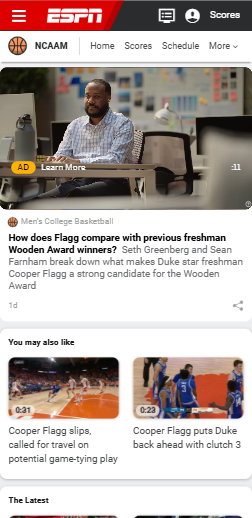 ESPN
Scores
NCAAM
Home Scores Schedule More
AD Learn More :11
Men's College Basketball
How does Flagg compare with previous freshman
Wooden Award winners? Seth Greenberg and Sean
Farnham break down what makes Duke star freshman
Cooper Flagg a strong candidate for the Wooden
Award
1d
You may also like
0:31
0:23
Cooper Flagg slips,
called for travel on
potential game-tying play
Cooper Flagg puts Duke
back ahead with clutch 3
The Latest